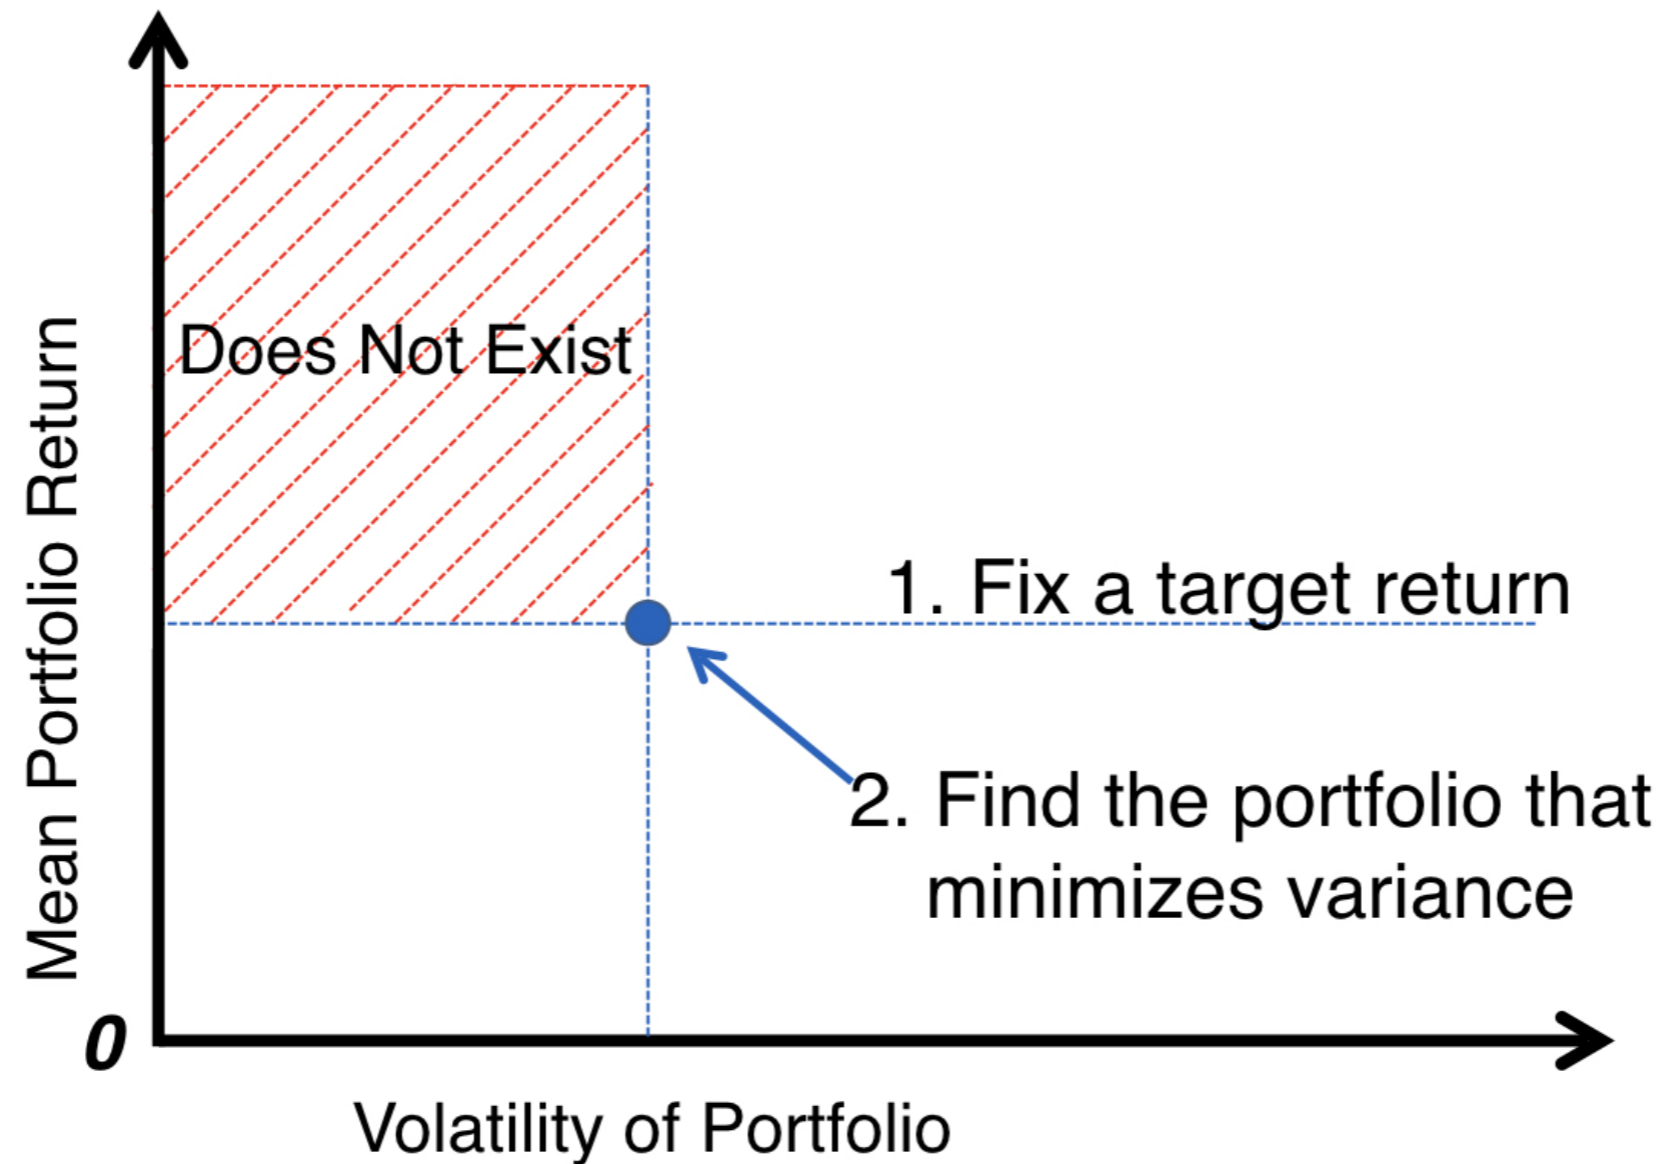 Mean Portfolio Return
Does Not Exist
1. Fix a target return
2. Find the portfolio that
minimizes variance
0
Volatility of Portfolio